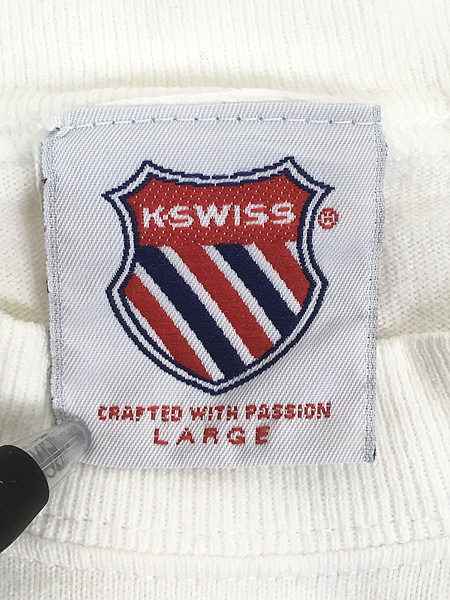 K·SWISS ®
CRAFTED WITH PASSION
LARGE